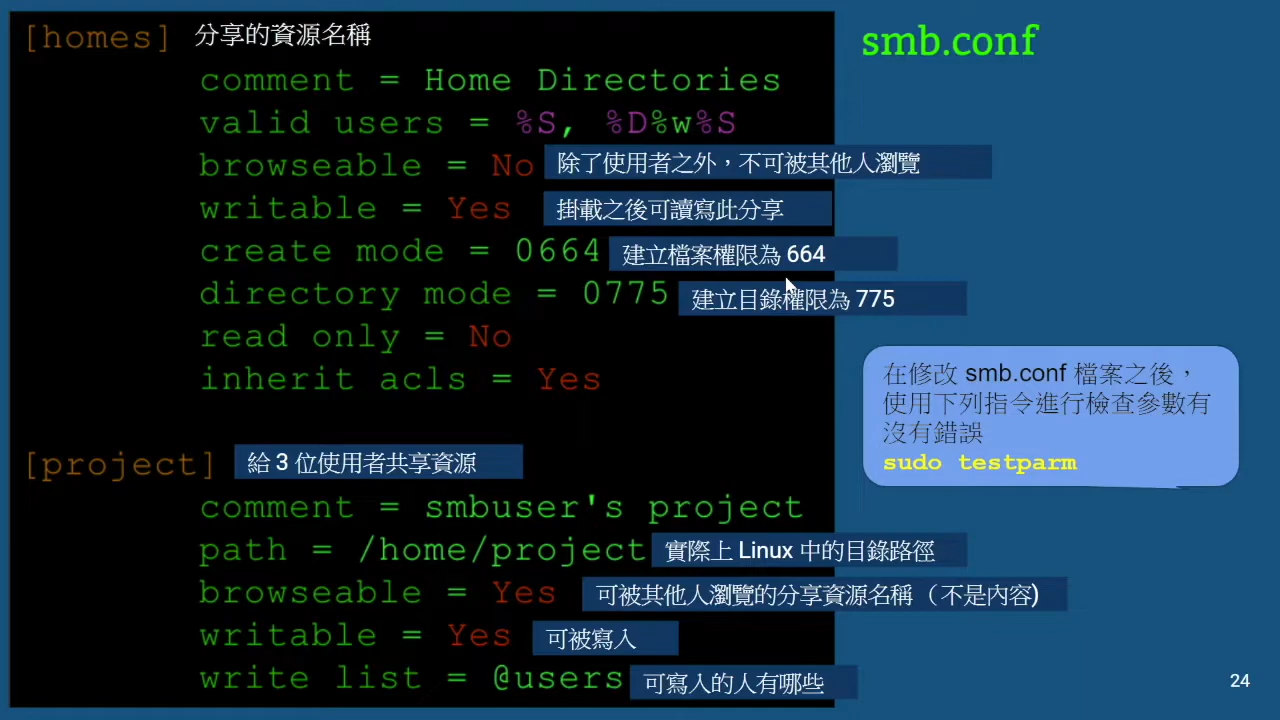 [homes] 分享的資源名稱
smb.conf
comment = Home Directories
valid users = %S, %D%w%S
browseable = No 除了使用者之外，不可被其他人瀏覽
writable = Yes 掛載之後可讀寫此分享
create mode = 0664 建立檔案權限為 664
directory mode = 0775 建立目錄權限為 775
read only = No
inherit acls = Yes
在修改 smb.conf 檔案之後，
使用下列指令進行檢查參數有
沒有錯誤
sudo testparm
[project] 給 3 位使用者共享資源
comment = smbuser's project
path = /home/project 實際上 Linux 中的目錄路徑
browseable = Yes 可被其他人瀏覽的分享資源名稱（不是內容)
writable = Yes 可被寫入
write list = @users 可寫入的人有哪些
24